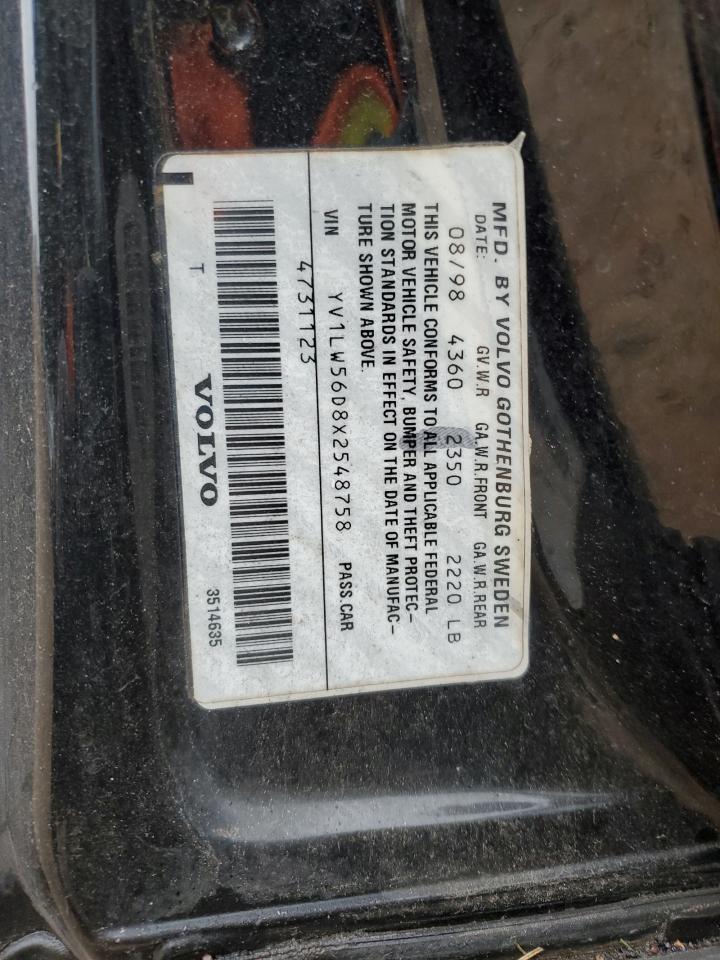 MFD. BY VOLVO GOTHENBURG SWEDEN
DATE: GV.W.R GA.W.R.FRONT GA.W.R.REAR
08/98 4360 2350 2220 LB
THIS VEHICLE CONFORMS TO ALL APPLICABLE FEDERAL
MOTOR VEHICLE SAFETY, BUMPER AND THEFT PROTEC-
TION STANDARDS IN EFFECT ON THE DATE OF MANUFAC-
TURE SHOWN ABOVE.
VIN YV1LW56D8X2548758 PASS.CAR
4731123
T VOLVO 3514635